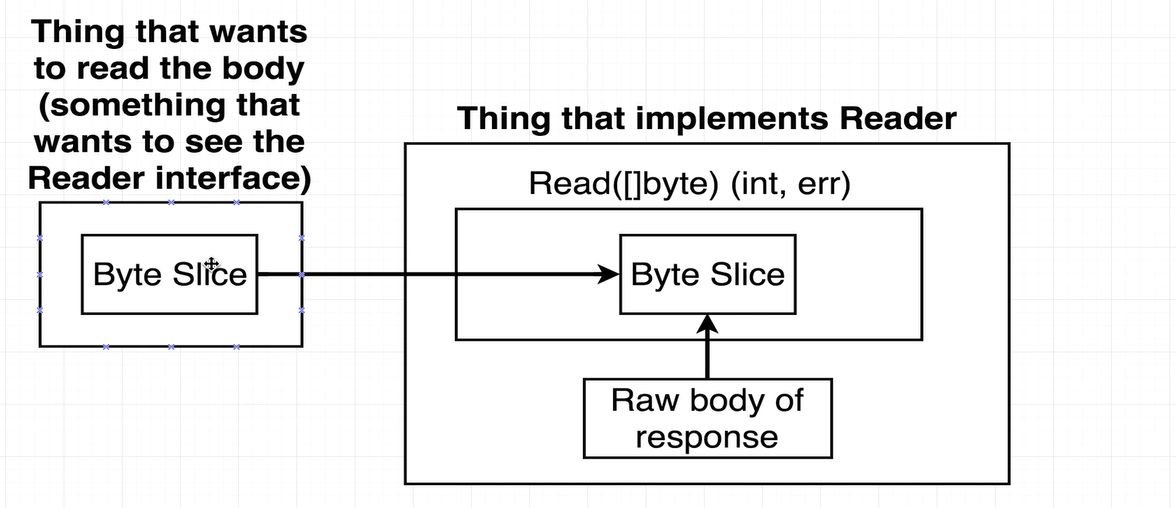 Thing that wants
to read the body
(something that
wants to see the
Reader interface)
Byte Slice
Thing that implements Reader
Read([]byte) (int, err)
Byte Slice
Raw body of
response